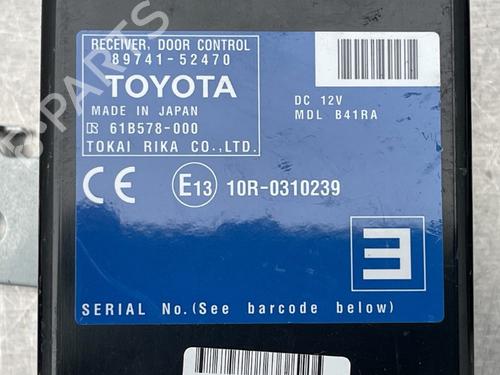 RECEIVER, DOOR CONTROL
89741-52470
TOYOTA
DC 12V
MADE IN JAPAN
MDL B41RA
61B578-000
TOKAI RIKA CO.,LTD.
CE E13 10R-0310239
E
SERIAL No.(See barcode below)